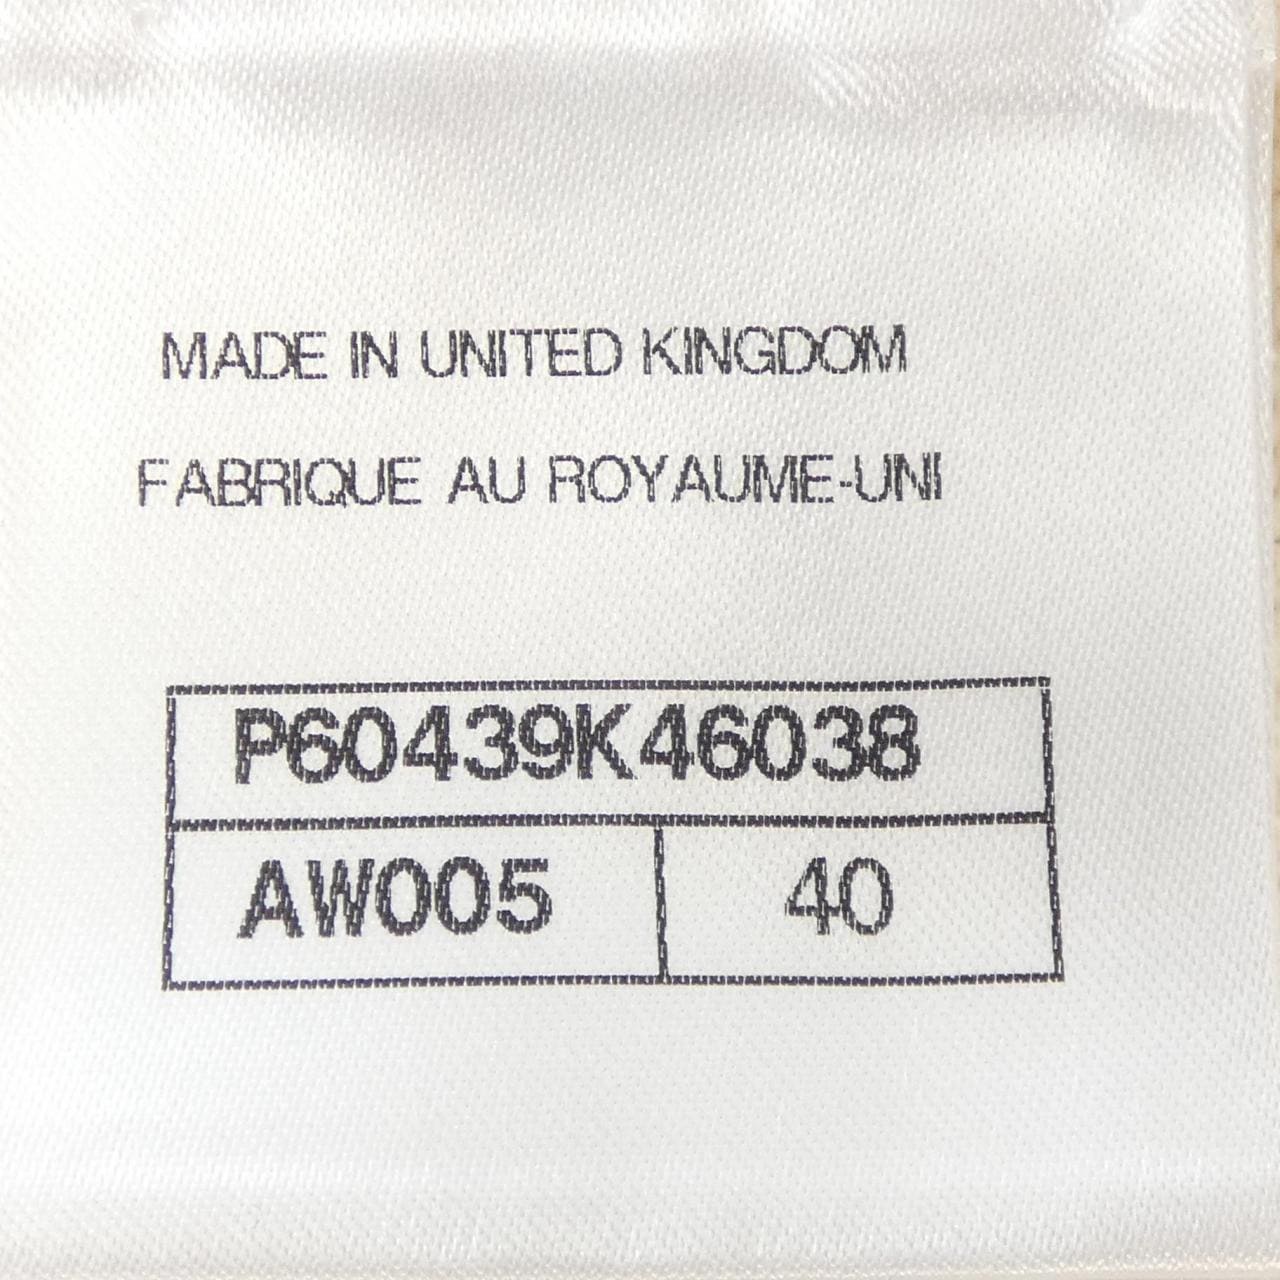 MADE IN UNITED KINGDOM
FABRIQUE AU ROYAUME-UNI
P60439K46038
AW005 40